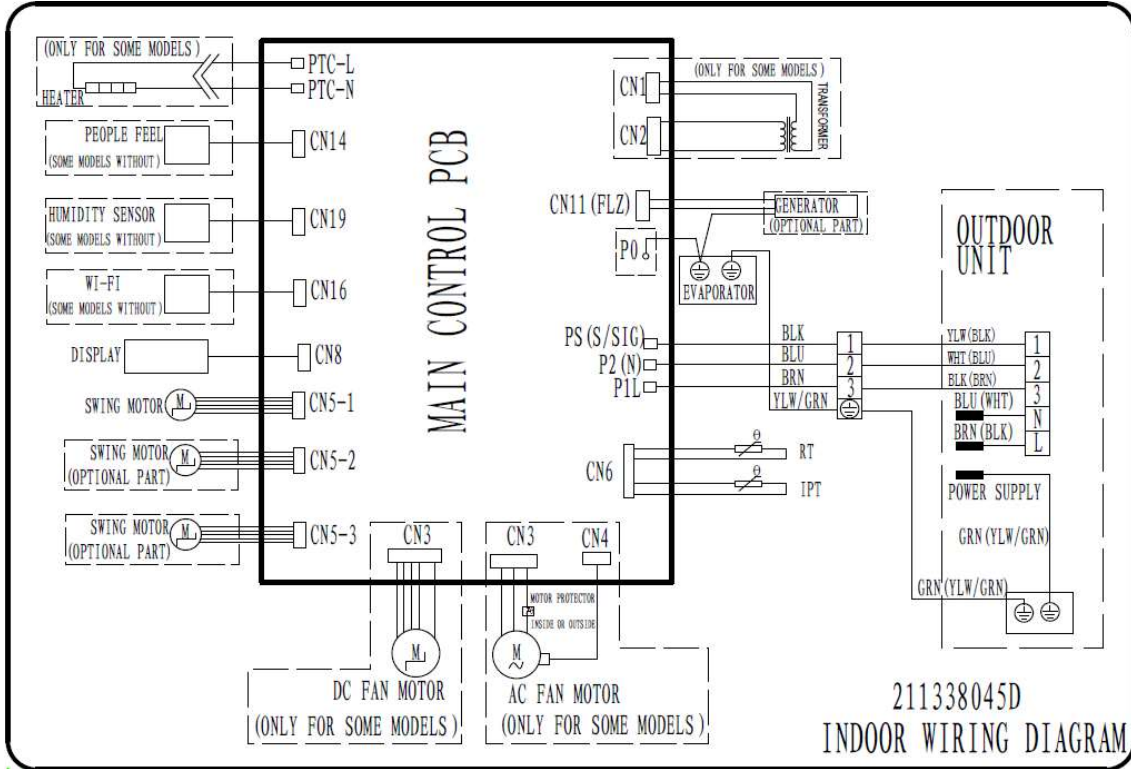 (ONLY FOR SOME MODELS)
HEATER
PTC-L
PTC-N
PEOPLE FEEL
(SOME MODELS WITHOUT)
CN14
HUMIDITY SENSOR
(SOME MODELS WITHOUT)
CN19
WI-FI
(SOME MODELS WITHOUT)
CN16
DISPLAY
CN8
SWING MOTOR
M
CN5-1
SWING MOTOR
(OPTIONAL PART)
M
CN5-2
SWING MOTOR
(OPTIONAL PART)
M
CN5-3
MAIN CONTROL PCB
(ONLY FOR SOME MODELS)
CN1
CN2
TRANSFORMER
CN11(FLZ)
GENERATOR
(OPTIONAL PART)
P0
EVAPORATOR
PS(S/SIG)
P2(N)
P1L
BLK
BLU
BRN
YLW/GRN
1
2
3
OUTDOOR
UNIT
YLW(BLK)
WHT(BLU)
BLK(BRN)
BLU(WHT)
BRN(BLK)
1
2
3
N
L
POWER SUPPLY
GRN(YLW/GRN)
GRN(YLW/GRN)
CN6
θ
RT
θ
IPT
CN3
M
DC FAN MOTOR
(ONLY FOR SOME MODELS)
CN3
CN4
MOTOR PROTECTOR
INSIDE OR OUTSIDE
M
~
AC FAN MOTOR
(ONLY FOR SOME MODELS)
211338045D
INDOOR WIRING DIAGRAM